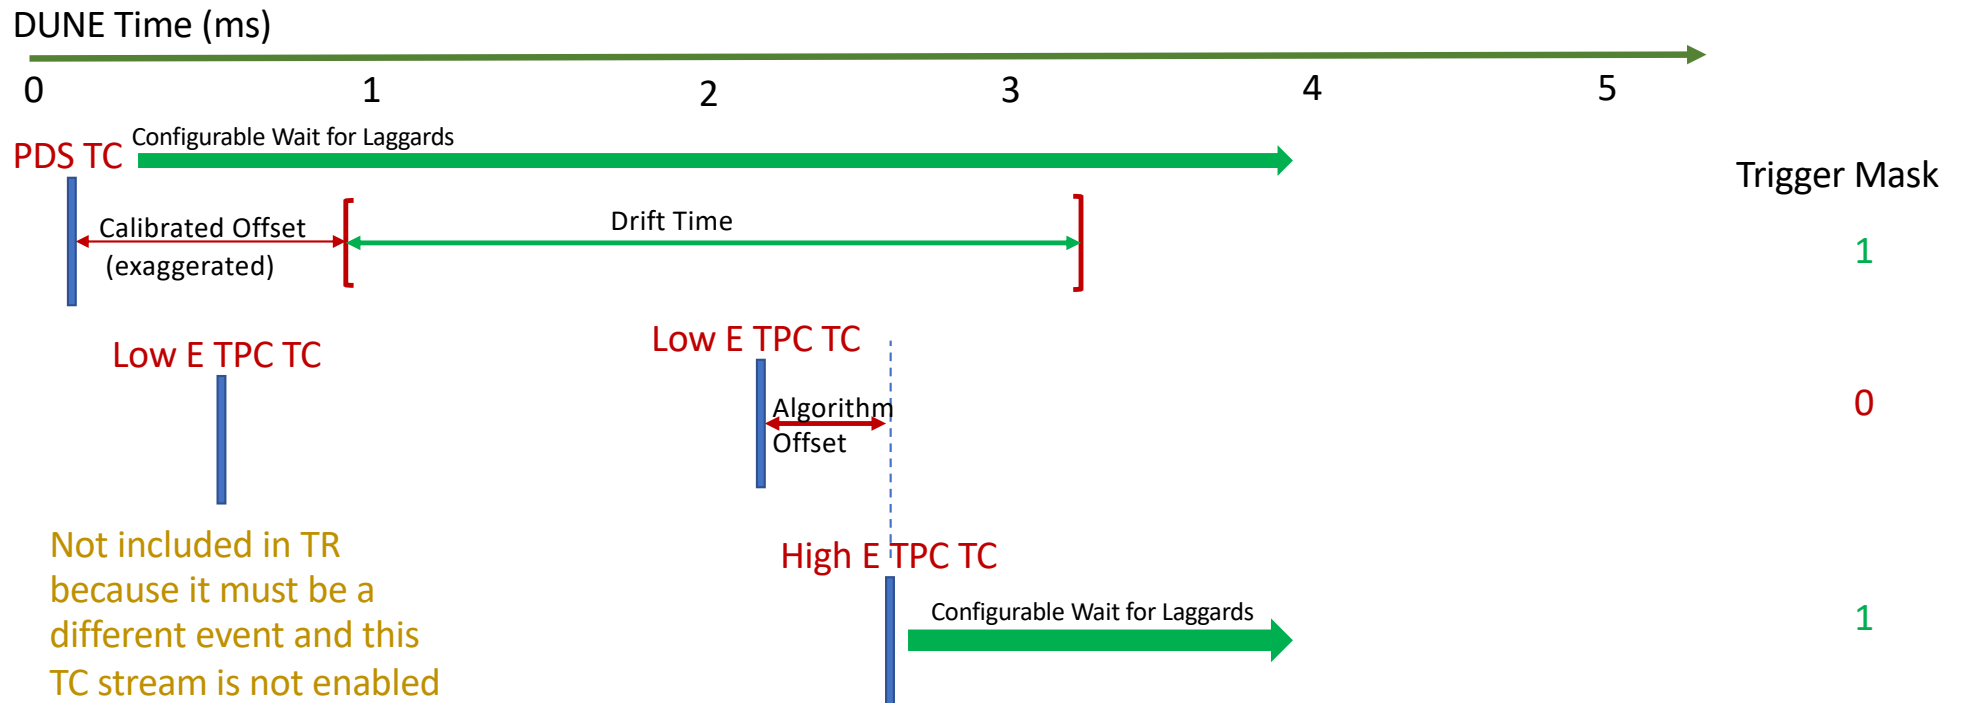 DUNE Time (ms)
0 1 2 3 4 5
Configurable Wait for Laggards
PDS TC
Trigger Mask
Calibrated Offset
(exaggerated)
Drift Time
1
Low E TPC TC
Low E TPC TC
Algorithm
Offset
0
Not included in TR
because it must be a
different event and this
TC stream is not enabled
High E TPC TC
Configurable Wait for Laggards
1